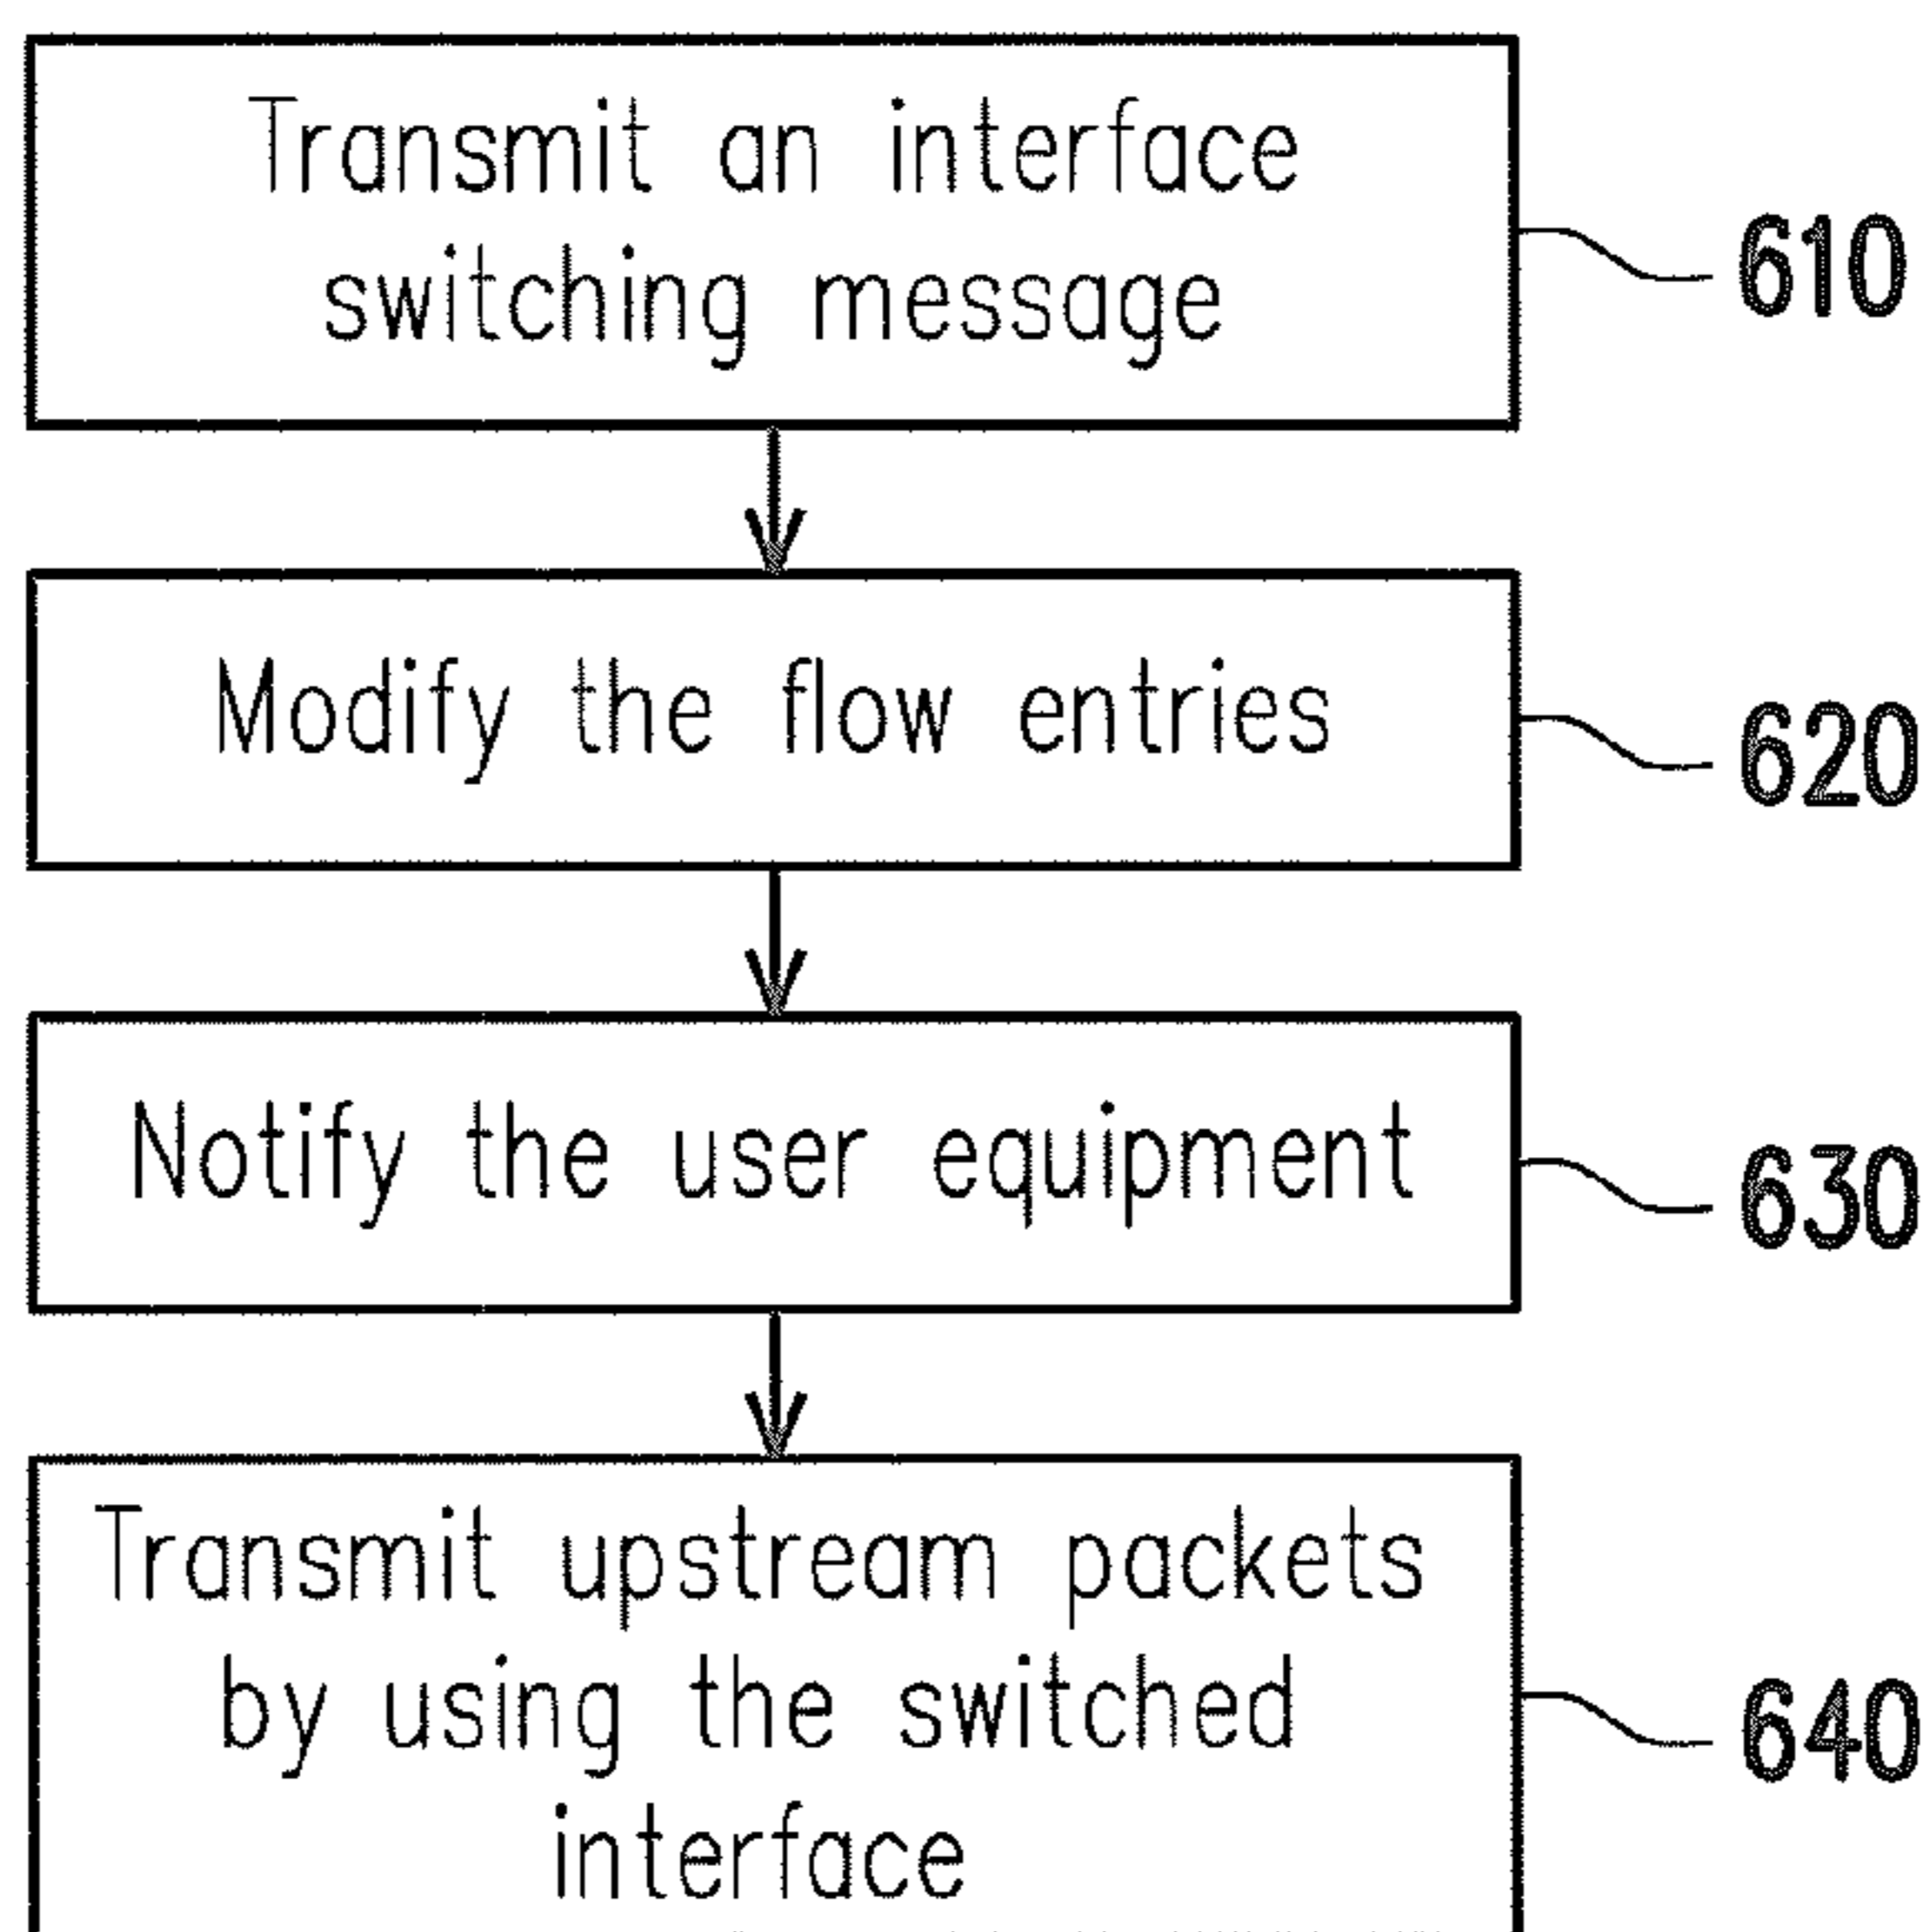 Transmit an interface
switching message
610
Modify the flow entries
620
Notify the user equipment
630
Transmit upstream packets
by using the switched
interface
640